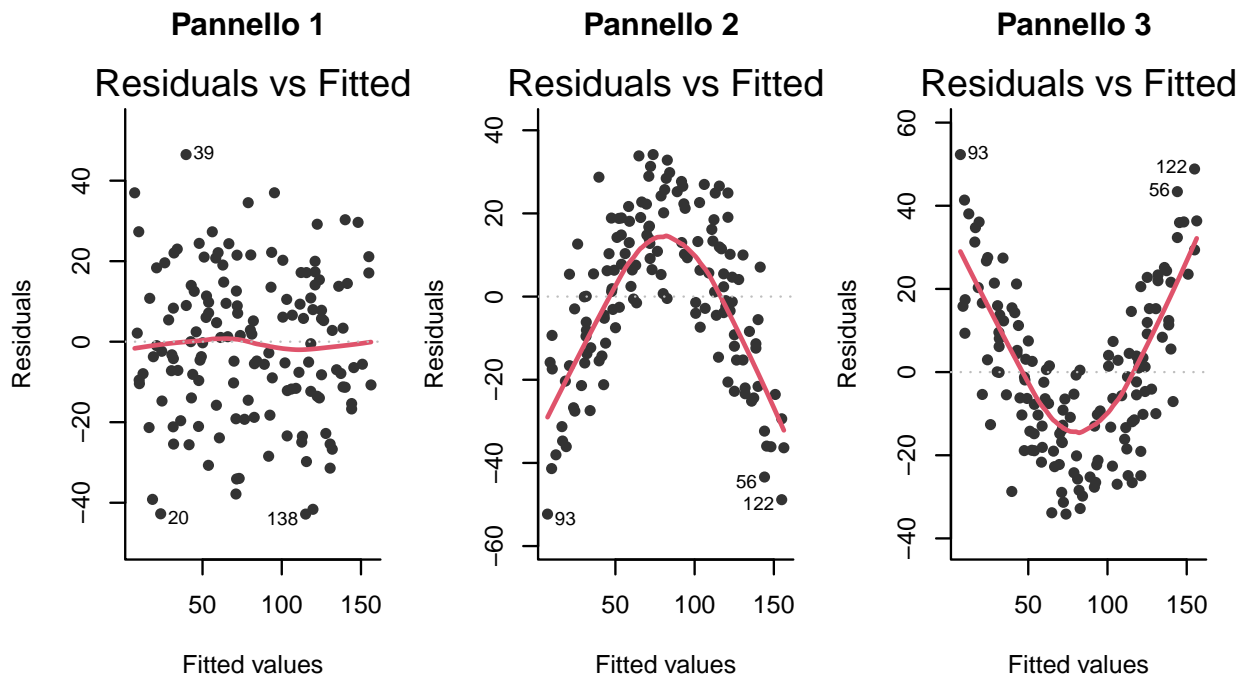 Pannello 1
Residuals vs Fitted
Residuals
40
20
0
−20
−40
39
20
138
50
100
150
Fitted values
Pannello 2
Residuals vs Fitted
Residuals
40
20
0
−20
−40
−60
93
56
122
50
100
150
Fitted values
Pannello 3
Residuals vs Fitted
Residuals
60
40
20
0
−20
−40
93
122
56
50
100
150
Fitted values